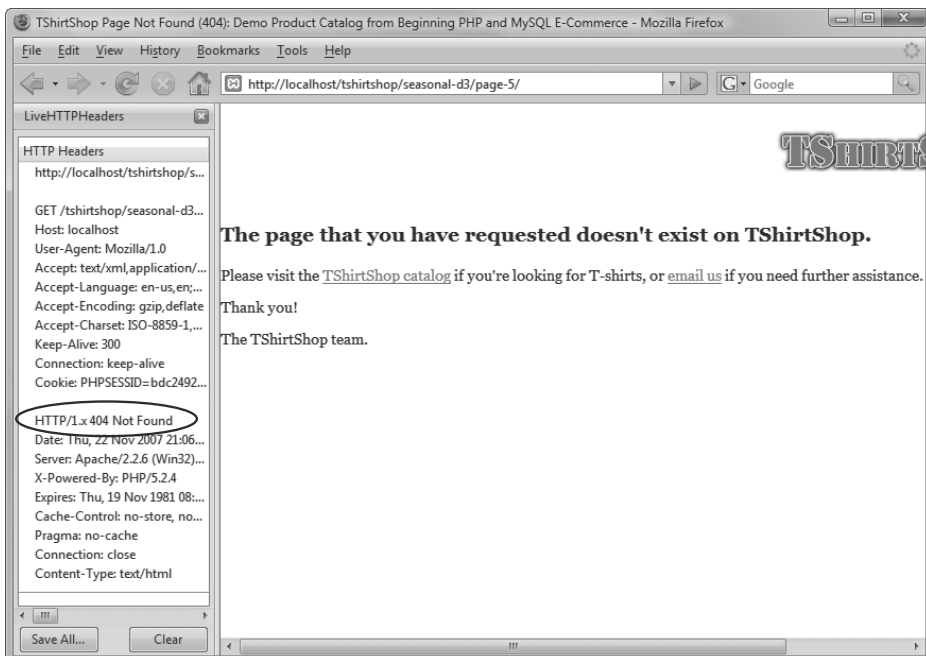 TShirtShop Page Not Found (404): Demo Product Catalog from Beginning PHP and MySQL E-Commerce - Mozilla Firefox
File Edit View History Bookmarks Tools Help
http://localhost/tshirtshop/seasonal-d3/page-5/
G Google
LiveHTTPHeaders
HTTP Headers
http://localhost/tshirtshop/s...
GET /tshirtshop/seasonal-d3...
Host: localhost
User-Agent: Mozilla/1.0
Accept: text/xml,application/...
Accept-Language: en-us,en;...
Accept-Encoding: gzip,deflate
Accept-Charset: ISO-8859-1,...
Keep-Alive: 300
Connection: keep-alive
Cookie: PHPSESSID=bdc2492...
HTTP/1.x 404 Not Found
Date: Thu, 22 Nov 2007 21:06...
Server: Apache/2.2.6 (Win32)...
X-Powered-By: PHP/5.2.4
Expires: Thu, 19 Nov 1981 08:...
Cache-Control: no-store, no...
Pragma: no-cache
Connection: close
Content-Type: text/html
Save All... Clear
TShirtS
The page that you have requested doesn't exist on TShirtShop.
Please visit the TShirtShop catalog if you're looking for T-shirts, or email us if you need further assistance.
Thank you!
The TShirtShop team.